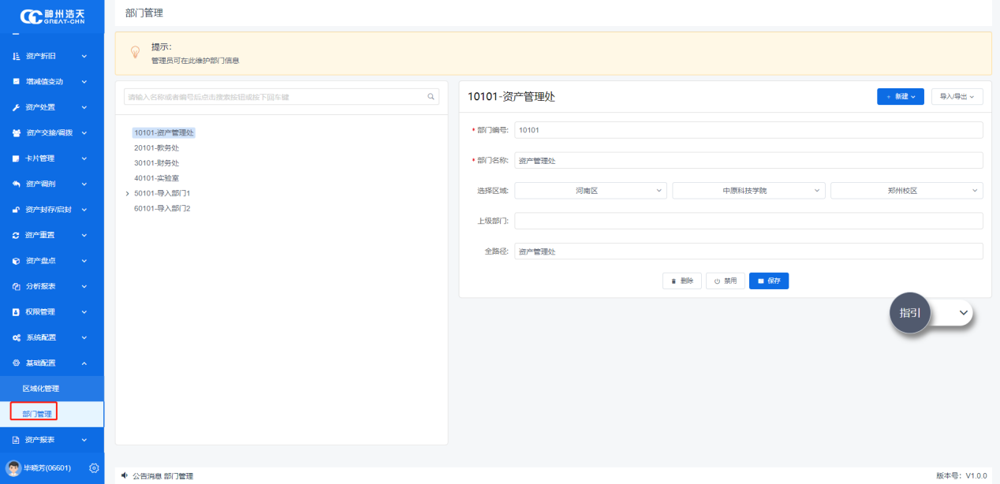 神州浩天
GREAT-CHN
资产折旧
增减值变动
资产处置
资产交接/调拨
卡片管理
资产调剂
资产封存/启封
资产重置
资产盘点
分析报表
权限管理
系统配置
基础配置
区域化管理
部门管理
资产报表
毕晓芳(06601)
部门管理
提示:
管理员可在此维护部门信息
请输入名称或者编号后点击搜索按钮或按下回车键
10101-资产管理处
20101-教务处
30101-财务处
40101-实验室
50101-导入部门1
60101-导入部门2
10101-资产管理处
+ 新建
导入/导出
* 部门编号: 10101
* 部门名称: 资产管理处
选择区域: 河南区 中原科技学院 郑州校区
上级部门:
全路径: 资产管理处
删除 禁用 保存
指引
公告消息 部门管理
版本号: V1.0.0